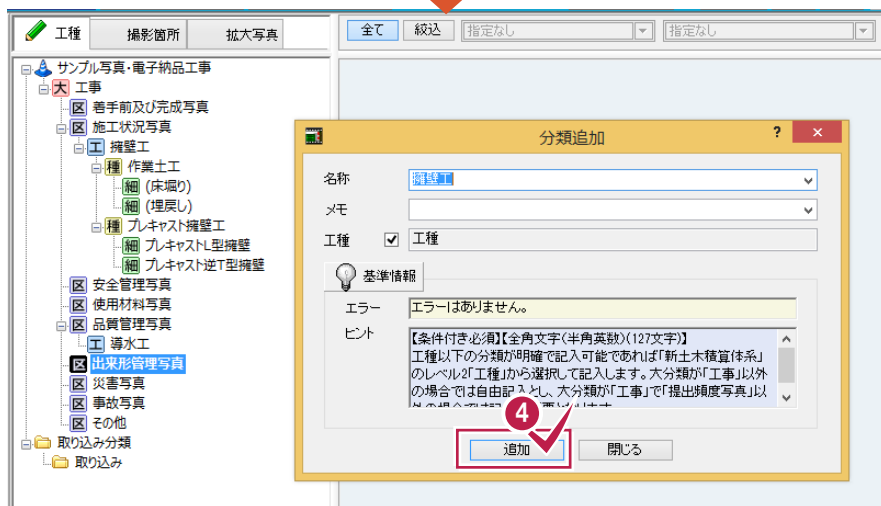 工種
撮影箇所
拡大写真
全て
絞込
指定なし
指定なし
サンプル写真・電子納品工事
大 工事
区 着手前及び完成写真
区 施工状況写真
工 擁壁工
種 作業土工
細 (床堀り)
細 (埋戻し)
種 プレキャスト擁壁工
細 プレキャストL型擁壁
細 プレキャスト逆T型擁壁
区 安全管理写真
区 使用材料写真
区 品質管理写真
工 導水工
区 出来形管理写真
区 災害写真
区 事故写真
区 その他
取り込み分類
取り込み
分類追加
? ×
名称
擁壁工
メモ
工種
工種
基準情報
エラー
エラーはありません。
ヒント
【条件付き必須】【全角文字(半角英数)(127文字)】
工種以下の分類が明確で記入可能であれば「新土木積算体系」
のレベル2「工種」から選択して記入します。大分類が「工事」以外
の場合では自由記入とし、大分類が「工事」で「提出頻度写真」以
4
追加
閉じる